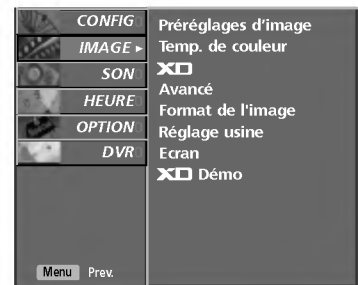 CONFIG
IMAGE ►
SON
HEURE
OPTION
DVR
Menu Prev.
Préréglages d'image
Temp. de couleur
XD
Avancé
Format de l'image
Réglage usine
Ecran
XD Démo